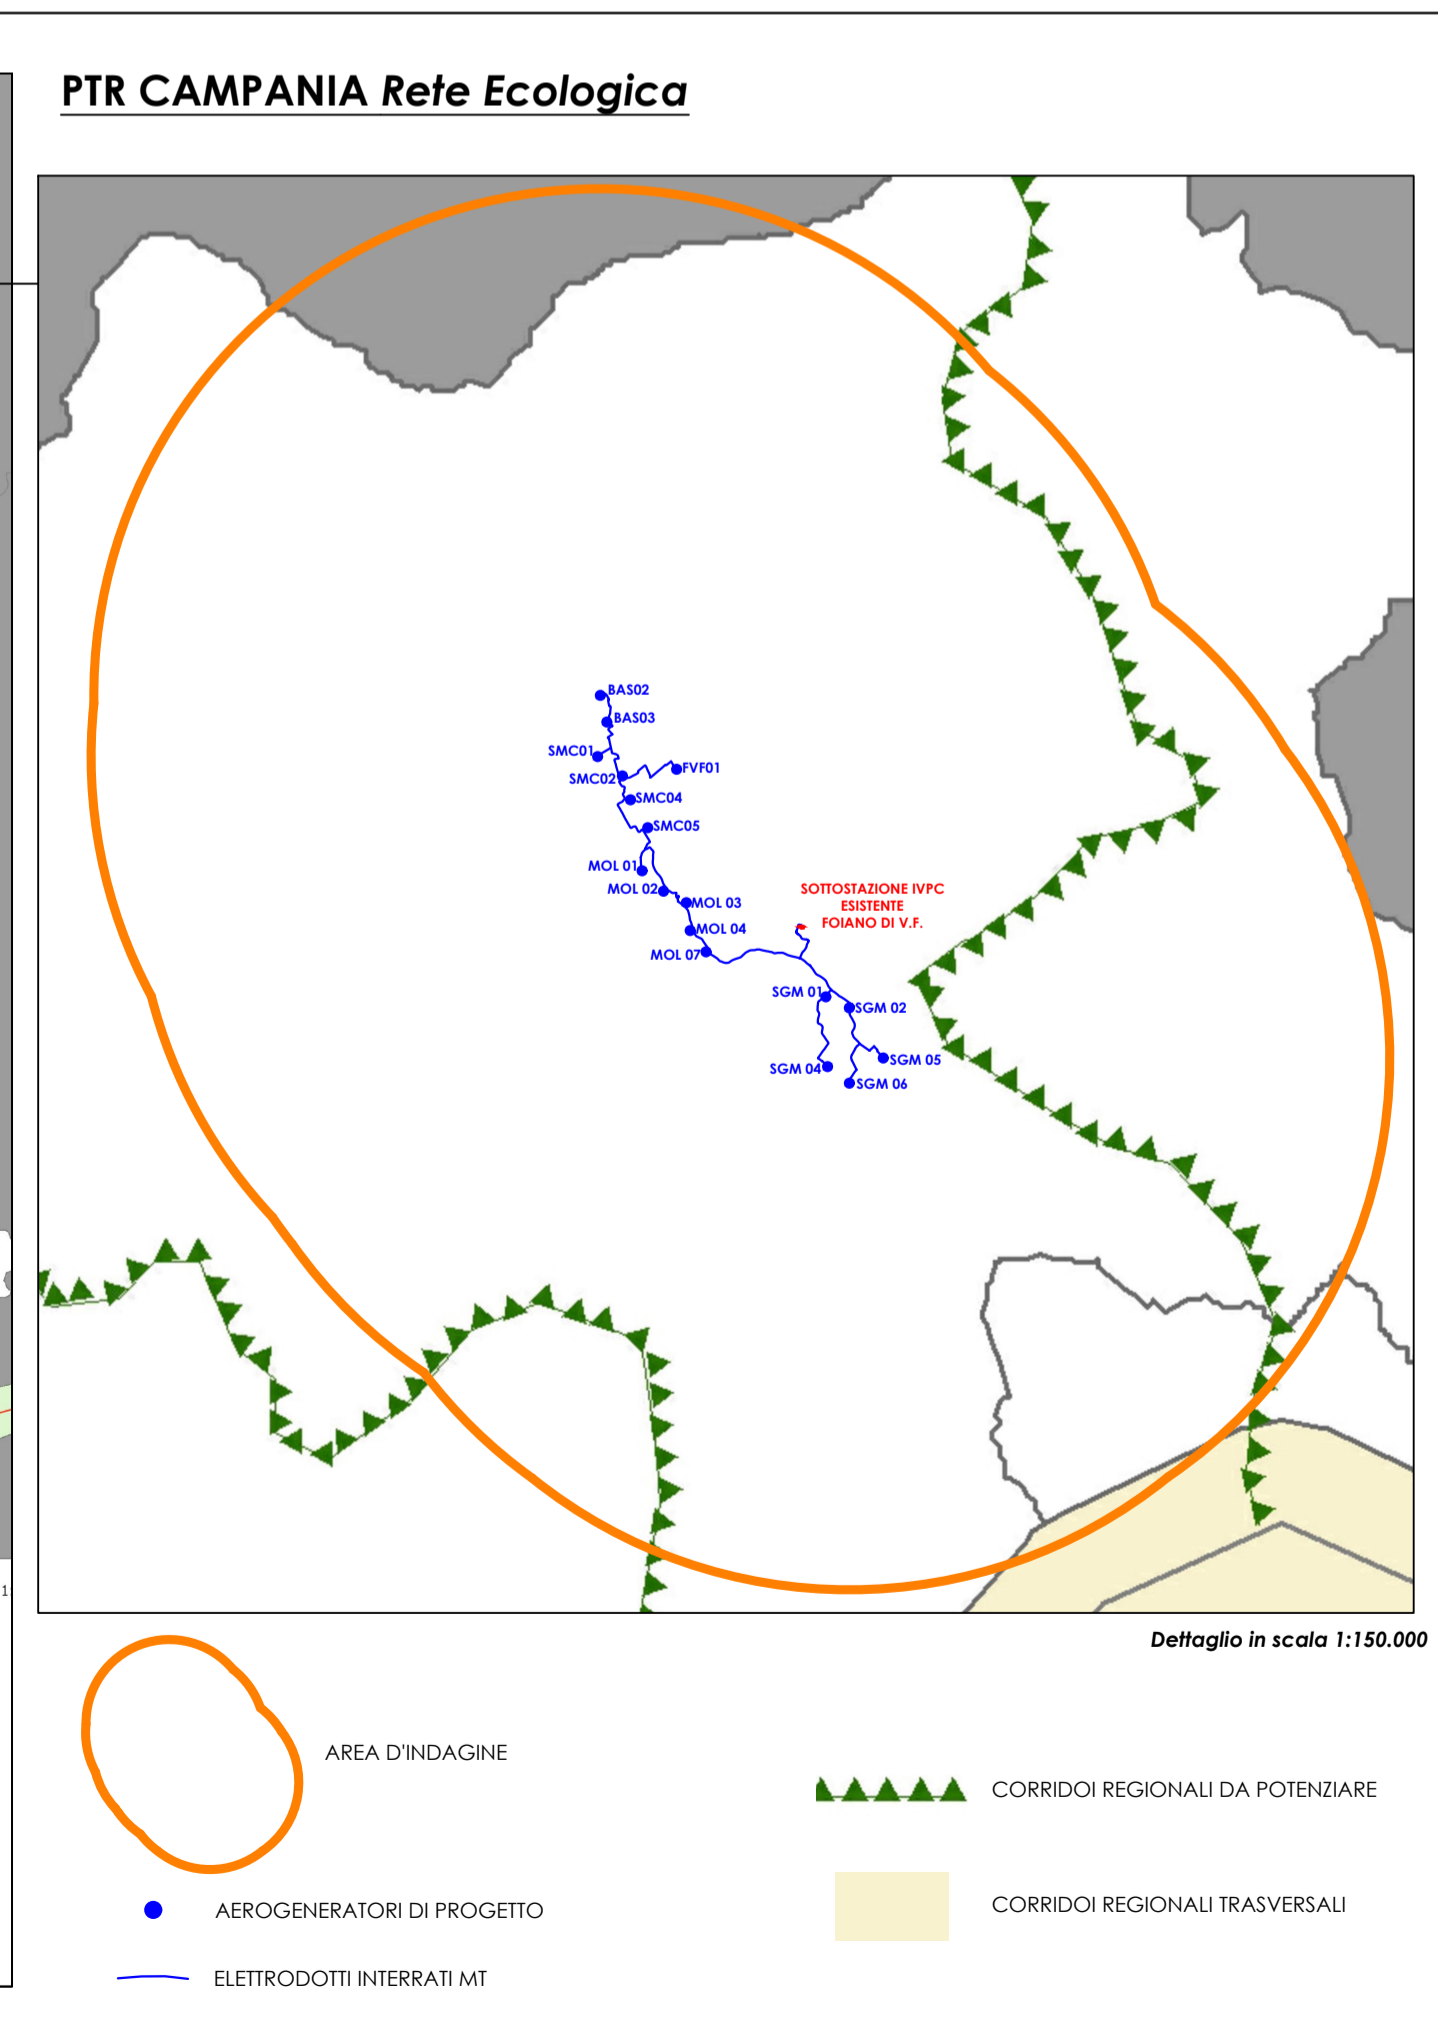 PTR CAMPANIA Rete Ecologica
BAS02
BAS03
SMC01
FVF01
SMC02
SMC04
SMC05
MOL 01
MOL 02
MOL 03
MOL 04
MOL 07
SOTTOSTAZIONE IVPC
ESISTENTE
FOIANO DI V.F.
SGM 01
SGM 02
SGM 05
SGM 04
SGM 06
1
Dettaglio in scala 1:150.000
AREA D'INDAGINE
CORRIDOI REGIONALI DA POTENZIARE
AEROGENERATORI DI PROGETTO
CORRIDOI REGIONALI TRASVERSALI
ELETTRODOTTI INTERRATI MT